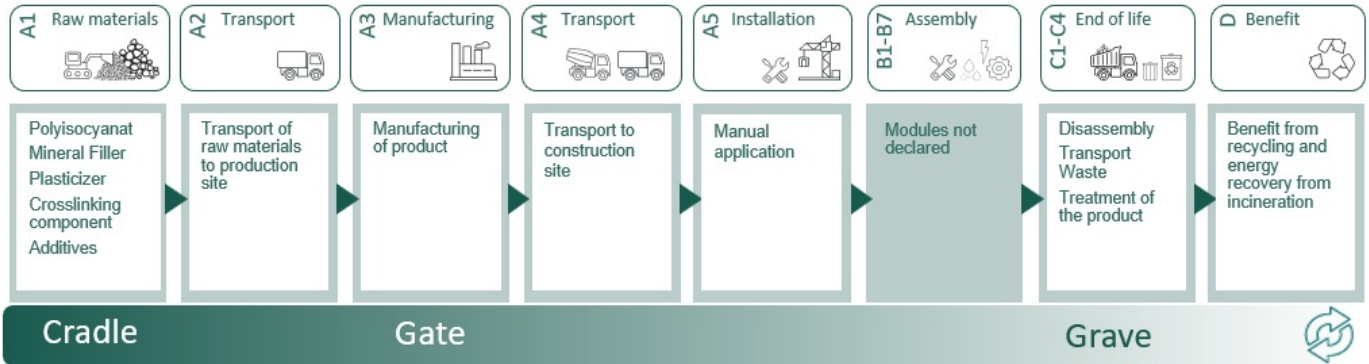 A1 Raw materials
A2 Transport
A3 Manufacturing
A4 Transport
A5 Installation
B1-B7 Assembly
C1-C4 End of life
D Benefit
Polyisocyanat
Mineral Filler
Plasticizer
Crosslinking
component
Additives
Transport of
raw materials
to production
site
Manufacturing
of product
Transport to
construction
site
Manual
application
Modules not
declared
Disassembly
Transport
Waste
Treatment of
the product
Benefit from
recycling and
energy
recovery from
incineration
Cradle
Gate
Grave